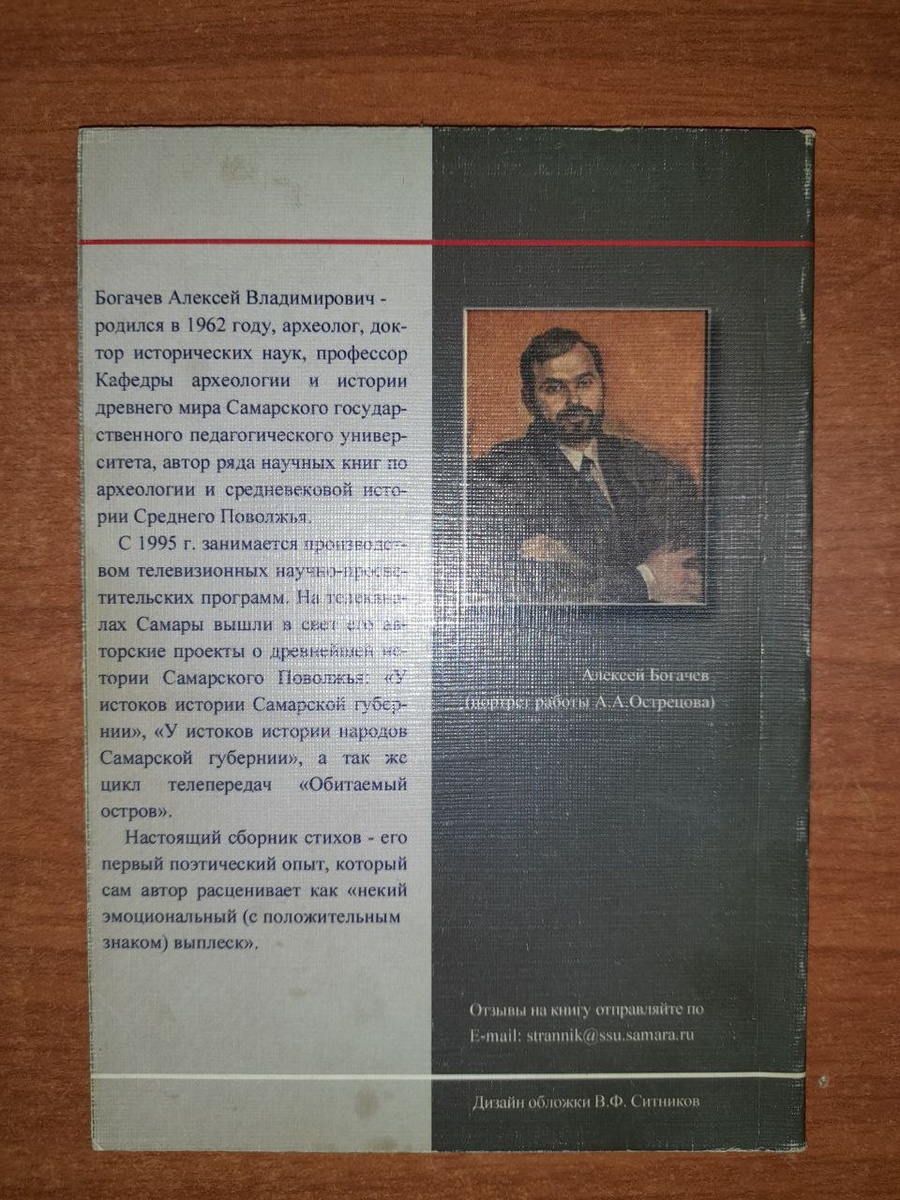 Богачев Алексей Владимирович -
родился в 1962 году, археолог, док-
тор исторических наук, профессор
Кафедры археологии и истории
древнего мира Самарского государ-
ственного педагогического универ-
ситета, автор ряда научных книг по
археологии и средневековой исто-
рии Среднего Поволжья.
С 1995 г. занимается производст-
вом телевизионных научно-просве-
тительских программ. На телекана-
лах Самары вышли в свет его ав-
торские проекты о древнейшей ис-
тории Самарского Поволжья: «У
истоков истории Самарской губер-
нии», «У истоков истории народов
Самарской губернии», а так же
цикл телепередач «Обитаемый
остров».
Настоящий сборник стихов - его
первый поэтический опыт, который
сам автор расценивает как «некий
эмоциональный (с положительным
знаком) выплеск».
Алексей Богачев
(портрет работы А.А.Острецова)
Отзывы на книгу отправляйте по
E-mail: strannik@ssu.samara.ru
Дизайн обложки В.Ф. Ситников